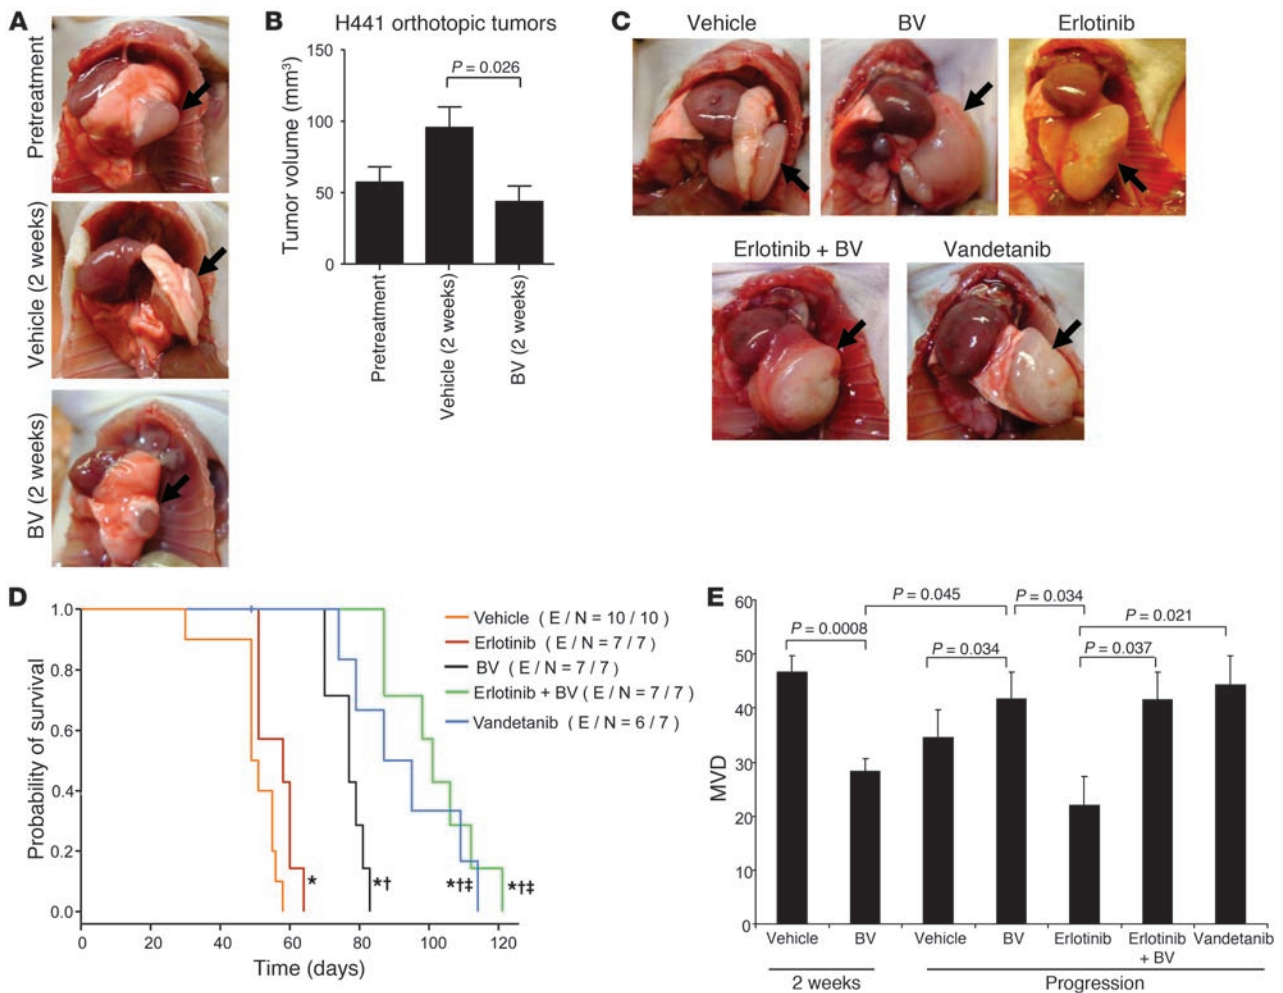 A
Pretreatment
Vehicle (2 weeks)
BV (2 weeks)
B
H441 orthotopic tumors
Tumor volume (mm³)
150
100
50
0
P = 0.026
Pretreatment
Vehicle (2 weeks)
BV (2 weeks)
C
Vehicle
BV
Erlotinib
Erlotinib + BV
Vandetanib
D
Probability of survival
1.0
0.8
0.6
0.4
0.2
0.0
0
20
40
60
80
100
120
Time (days)
Vehicle ( E / N = 10 / 10 )
Erlotinib ( E / N = 7 / 7 )
BV ( E / N = 7 / 7 )
Erlotinib + BV ( E / N = 7 / 7 )
Vandetanib ( E / N = 6 / 7 )
*
*†
*†‡
*†‡
E
MVD
60
50
40
30
20
10
0
P = 0.0008
P = 0.045
P = 0.034
P = 0.034
P = 0.021
P = 0.037
Vehicle
BV
Vehicle
BV
Erlotinib
Erlotinib
+ BV
Vandetanib
2 weeks
Progression